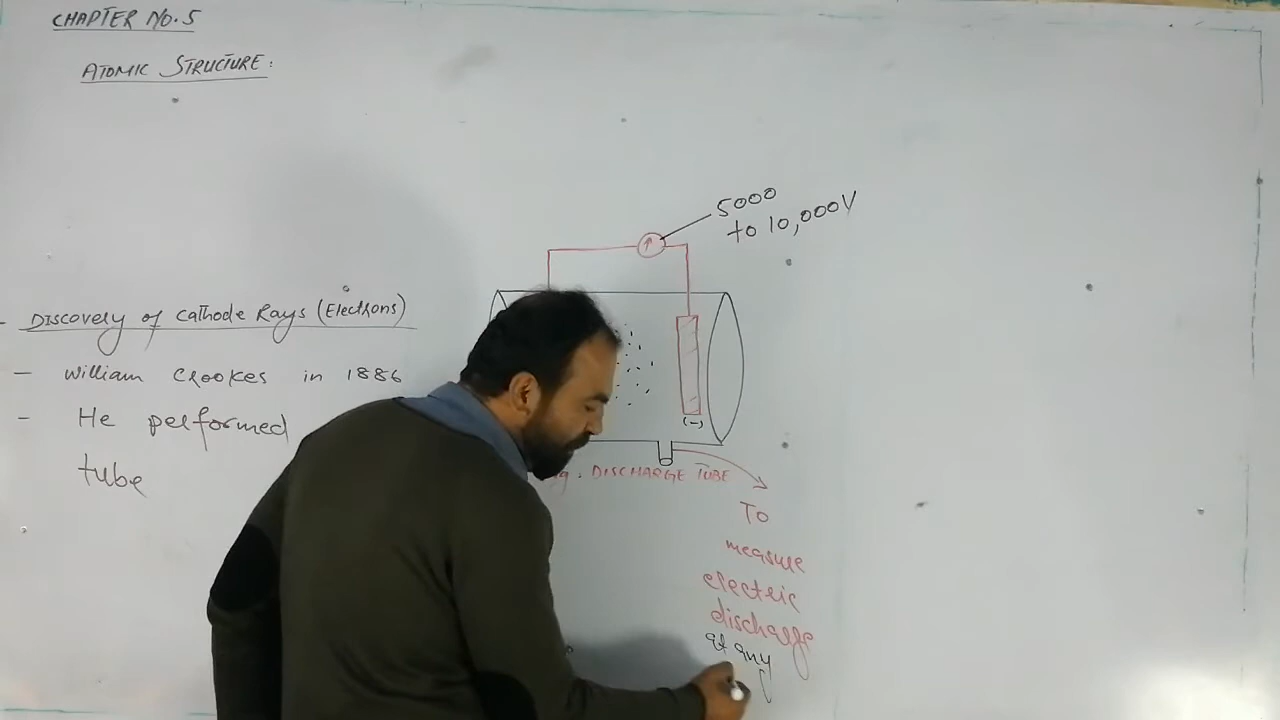 CHAPTER NO.5
ATOMIC STRUCTURE:
5000
to 10,000V
- DISCOVERY of Cathode Rays (Electrons)
- William CROOKES in 1886
- He performed
tube
(-)
DISCHARGE TUBE
To
measure
electric
discharge
at any